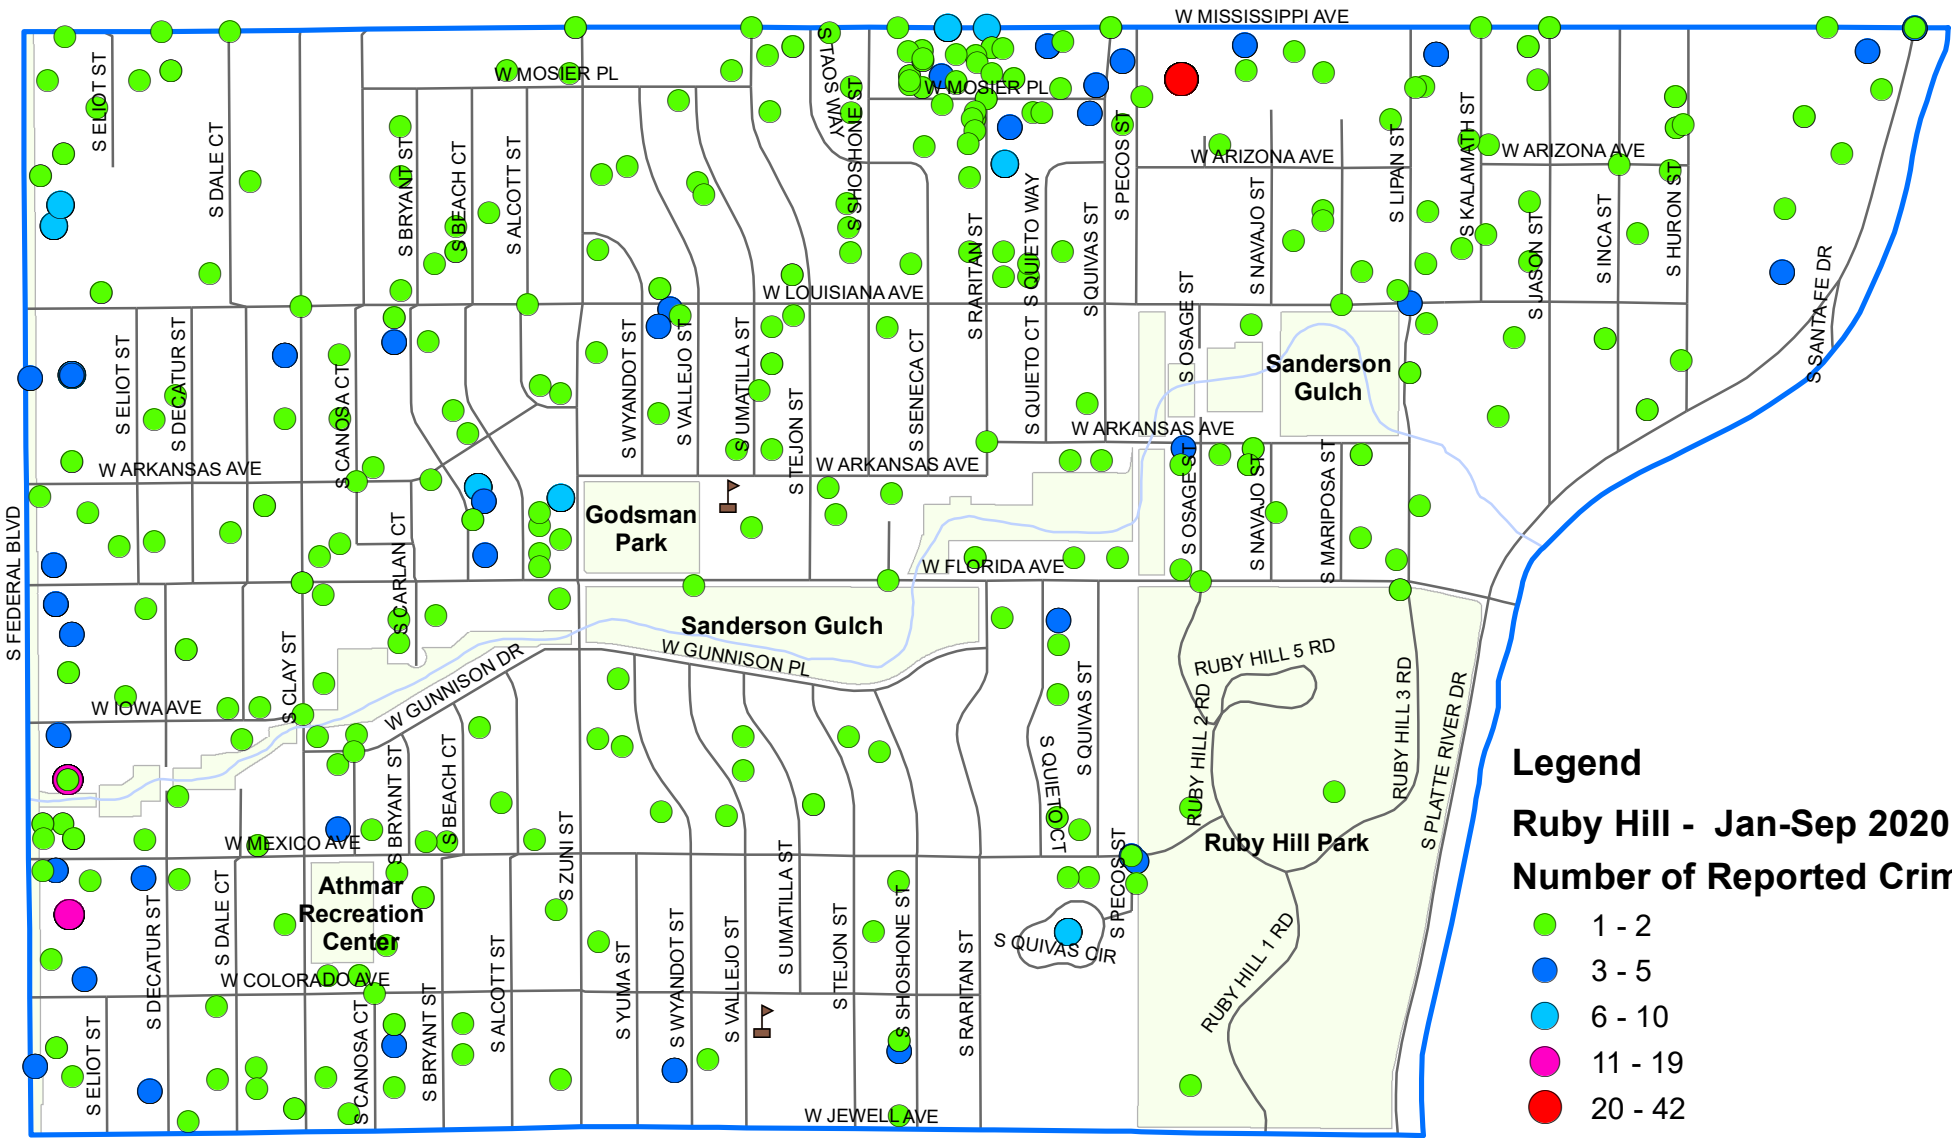 W MISSISSIPPI AVE
W MOSIER PL
S TAOS WAY
W MOSIER PL
S ELIOT ST
S DALE CT
S BRYANT ST
S BEACH CT
S ALCOTT ST
S SHOSHONE ST
S RARITAN ST
S QUIETO WAY
S QUIVAS ST
S PECOS ST
W ARIZONA AVE
S NAVAJO ST
S LIPAN ST
S KALAMATH ST
W ARIZONA AVE
S JASON ST
S INCA ST
S HURON ST
S SANTA FE DR
W LOUISIANA AVE
S OSAGE ST
Sanderson
Gulch
S ELIOT ST
S DECATUR ST
S CANOSA CT
S WYANDOT ST
S VALLEJO ST
S UMATILLA ST
S TEJON ST
S SENECA CT
S QUIETO CT
W ARKANSAS AVE
W ARKANSAS AVE
W ARKANSAS AVE
S FEDERAL BLVD
S CARLAN CT
Godsman
Park
S OSAGE ST
S NAVAJO ST
S MARIPOSA ST
W FLORIDA AVE
Sanderson Gulch
W GUNNISON PL
W GUNNISON DR
S CLAY ST
W IOWA AVE
S QUIVAS ST
S QUIETO CT
RUBY HILL 5 RD
RUBY HILL 2 RD
RUBY HILL 3 RD
S PLATTE RIVER DR
Ruby Hill Park
S BRYANT ST
S BEACH CT
S ZUNI ST
W MEXICO AVE
Athmar
Recreation
Center
S DALE CT
S DECATUR ST
W COLORADO AVE
S UMATILLA ST
S SHOSHONE ST
S PECOS ST
S QUIVAS CIR
RUBY HILL 1 RD
S ELIOT ST
S CANOSA CT
S BRYANT ST
S ALCOTT ST
S YUMA ST
S WYANDOT ST
S VALLEJO ST
S TEJON ST
S RARITAN ST
W JEWELL AVE
Legend
Ruby Hill - Jan-Sep 2020
Number of Reported Crim
1 - 2
3 - 5
6 - 10
11 - 19
20 - 42